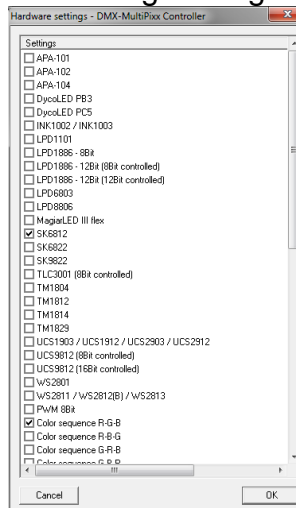 Hardware settings - DMX-MultiPixx Controller
Settings
APA-101
APA-102
APA-104
DycoLED PB3
DycoLED PC5
INK1002 / INK1003
LPD1101
LPD1886 - 8Bit
LPD1886 - 12Bit (8Bit controlled)
LPD1886 - 12Bit (12Bit controlled)
LPD6803
LPD8806
MagiarLED III flex
SK6812
SK6822
SK9822
TLC3001 (8Bit controlled)
TM1804
TM1812
TM1814
TM1829
UCS1903 / UCS1912 / UCS2903 / UCS2912
UCS9812 (8Bit controlled)
UCS9812 (16Bit controlled)
WS2801
WS2811 / WS2812(B) / WS2813
PWM 8Bit
Color sequence R-G-B
Color sequence R-B-G
Color sequence G-R-B
Cancel
OK